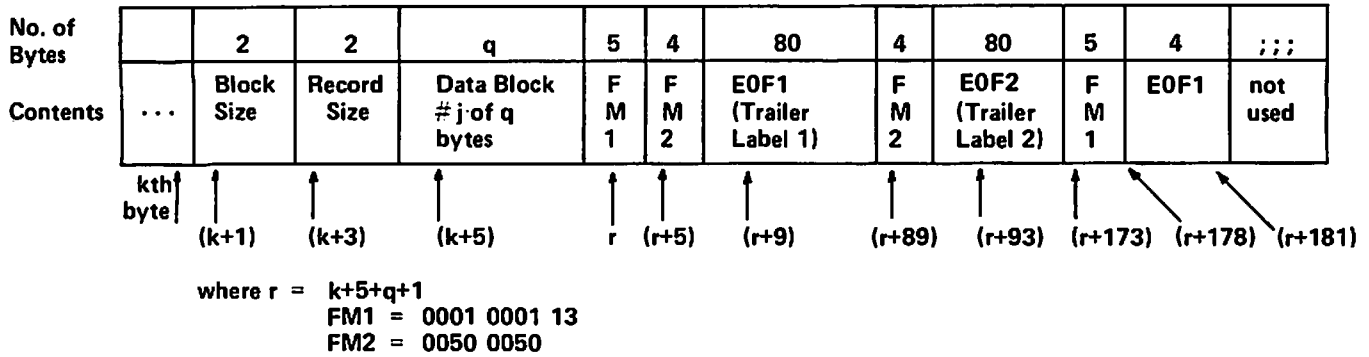 No. of Bytes 2 2 q 5 4 80 4 80 5 4 ;;;
Contents ... Block Size Record Size Data Block # j of q bytes F M 1 F M 2 E0F1 (Trailer Label 1) F M 2 E0F2 (Trailer Label 2) F M 1 E0F1 not used
kth byte
(k+1) (k+3) (k+5) r (r+5) (r+9) (r+89) (r+93) (r+173) (r+178) (r+181)
where r = k+5+q+1
FM1 = 0001 0001 13
FM2 = 0050 0050